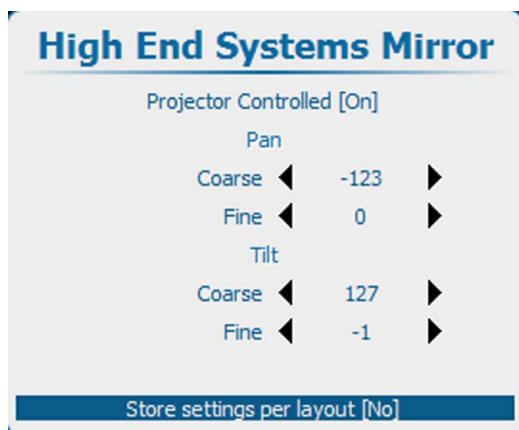 High End Systems Mirror
Projector Controlled [On]
Pan
Coarse -123
Fine 0
Tilt
Coarse 127
Fine -1
Store settings per layout [No]